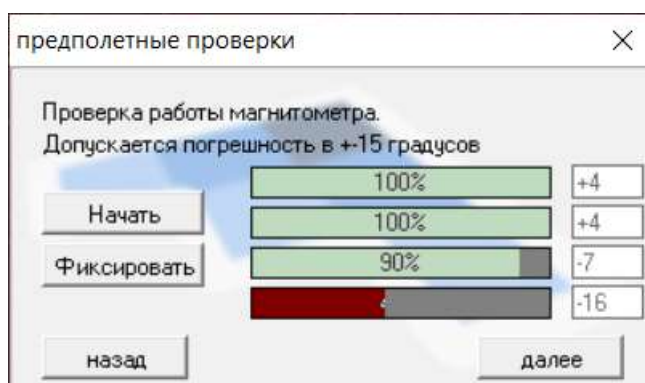 предполетные проверки
Проверка работы магнитометра.
Допускается погрешность в +-15 градусов
100% +4
Начать 100% +4
Фиксировать 90% -7
-16
назад далее